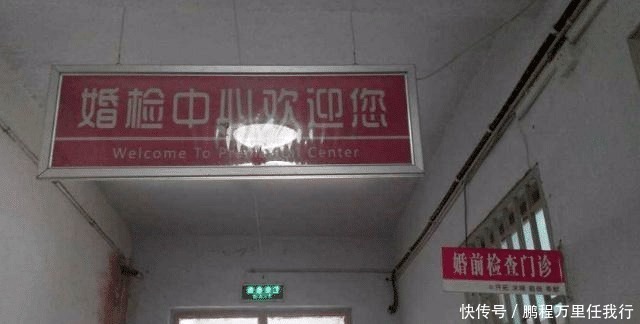 婚检中心欢迎您
Welcome To Center
婚前检查门诊
快传号 / 鹏程万里任我行